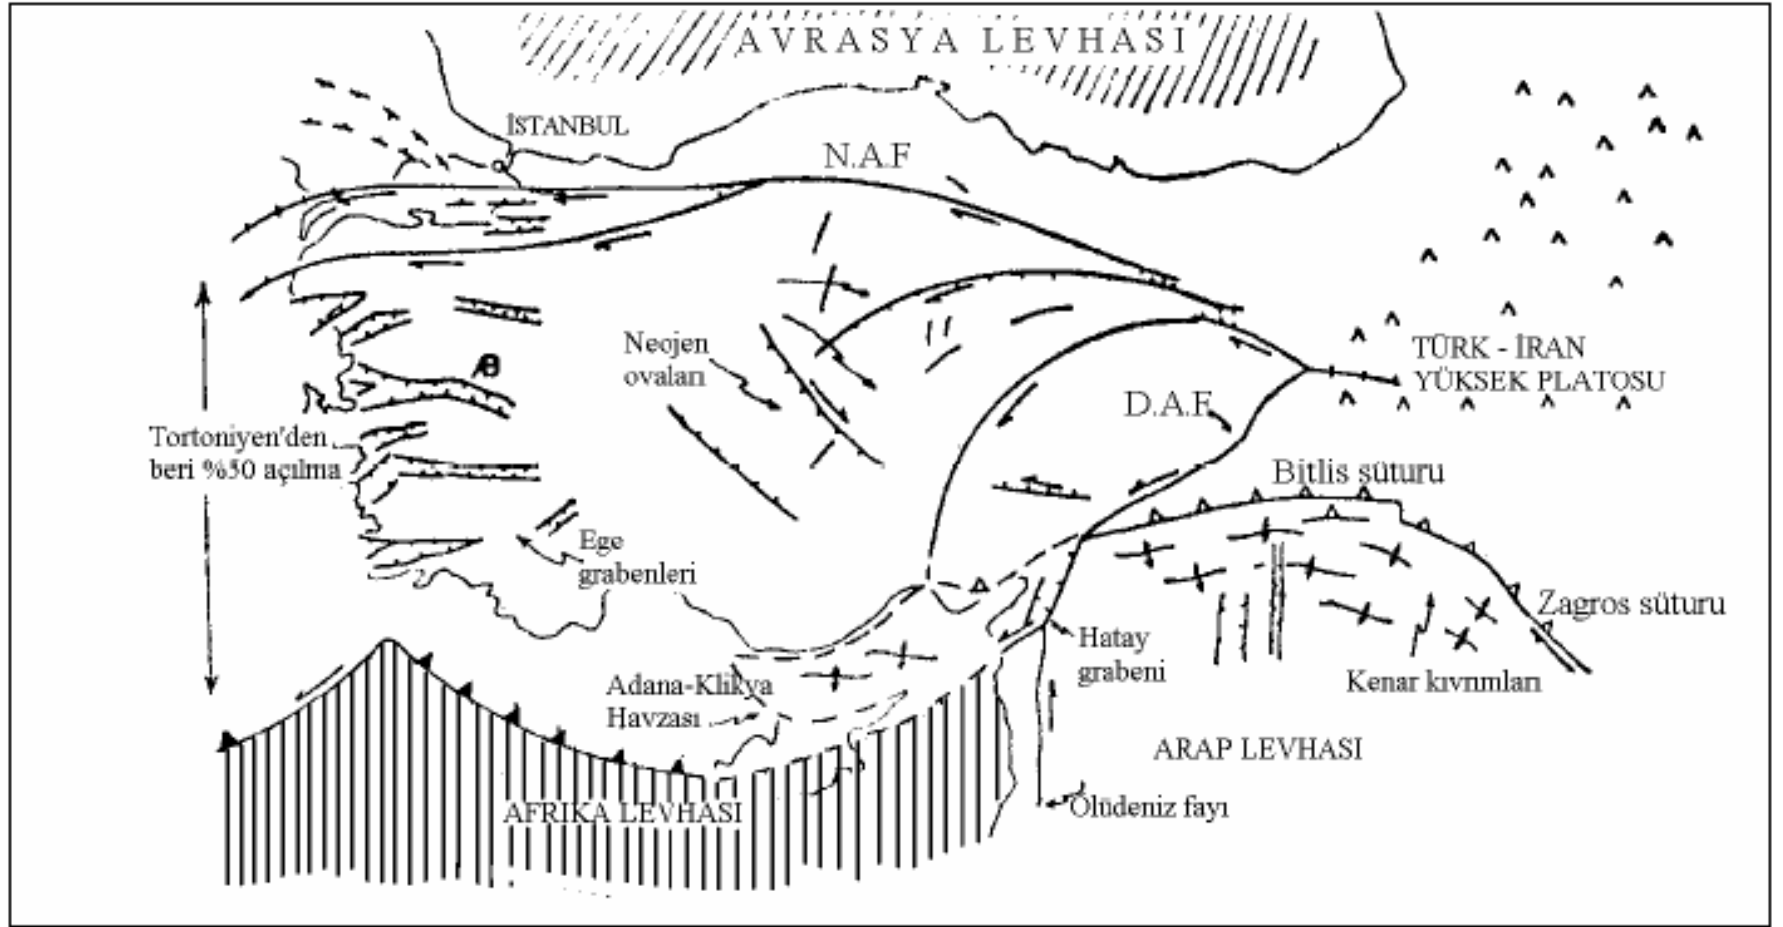 AVRASYA LEVHASI
İSTANBUL
N.A.F
Neojen
ovaları
TÜRK - İRAN
YÜKSEK PLATOSU
D.A.F
Tortoniyen'den
beri %50 açılma
Bitlis süturu
Ege
grabenleri
Zagros süturu
Hatay
grabeni
Kenar kıvrımları
Adana-Klikya
Havzası
ARAP LEVHASI
AFRIKA LEVHASI
Ölüdeniz fayı